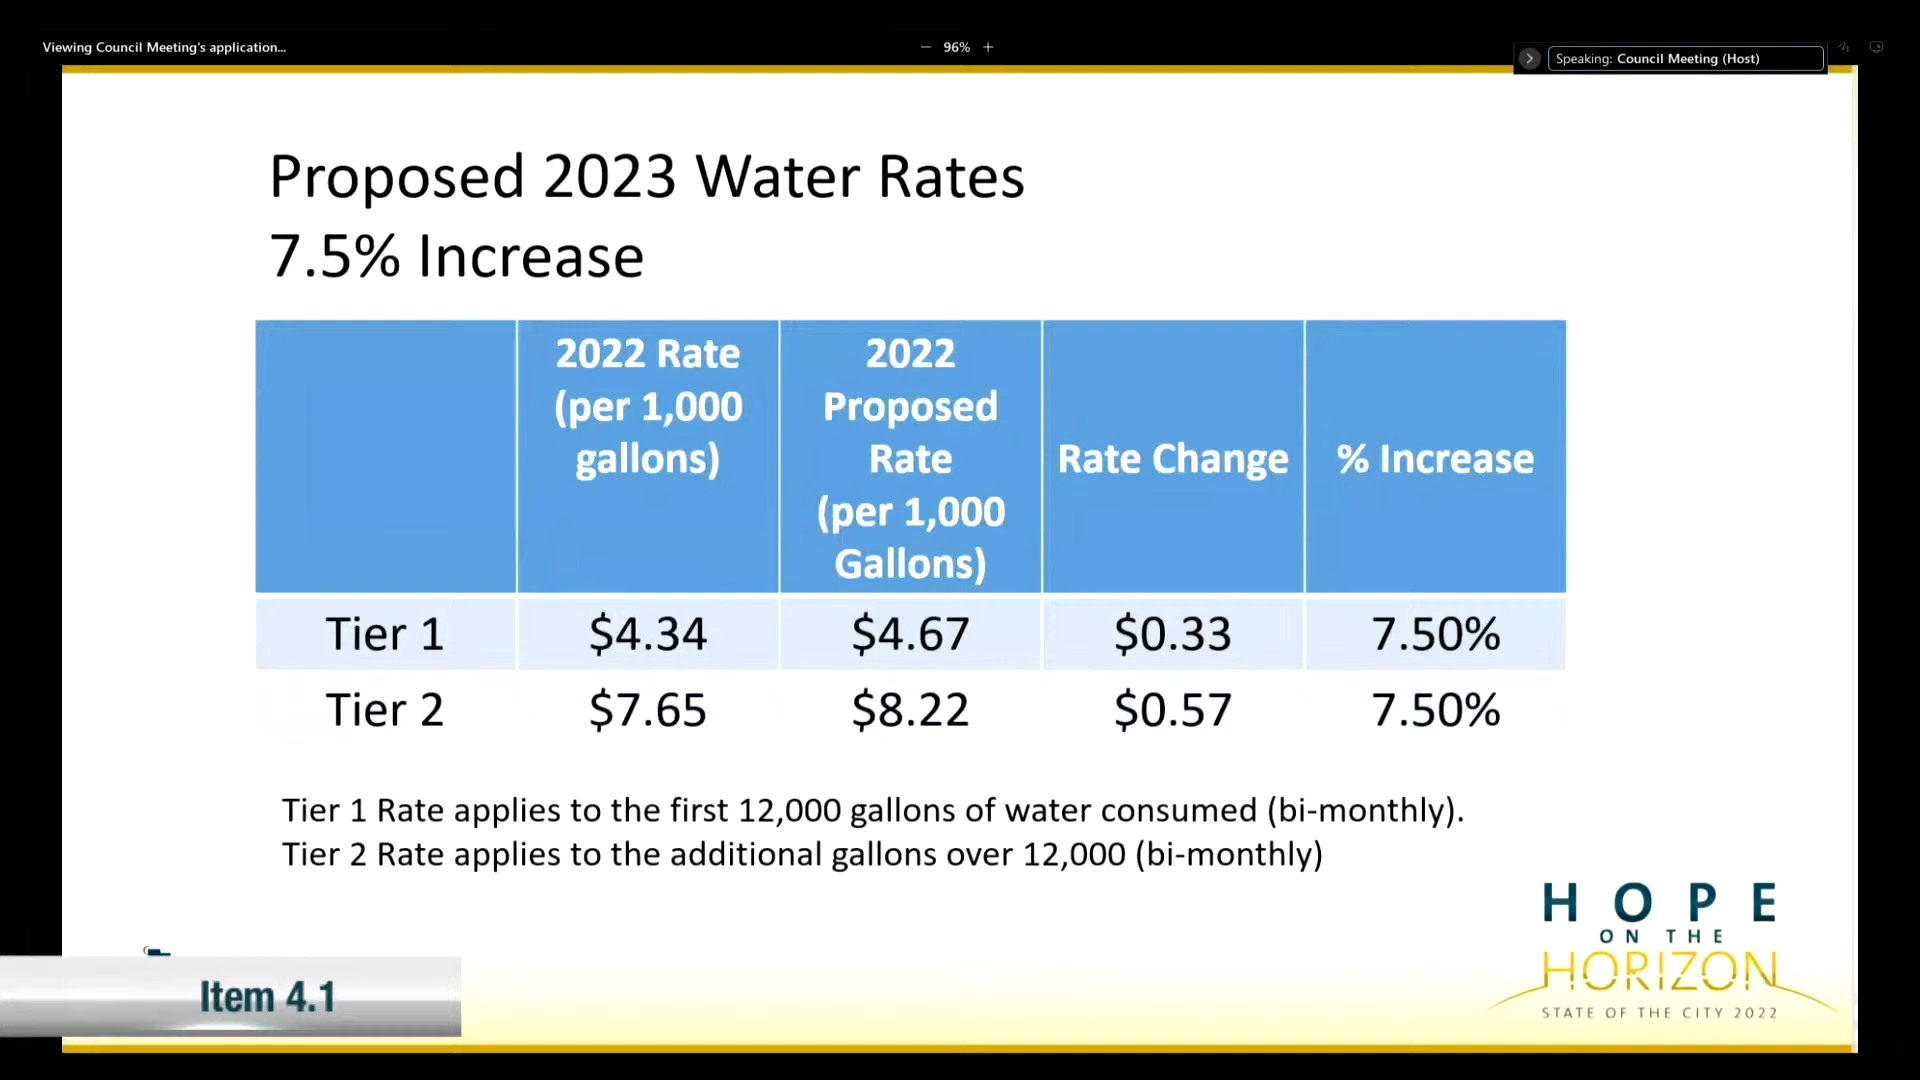 Viewing Council Meeting's application...
— 96% +
Speaking: Council Meeting (Host)
Proposed 2023 Water Rates
7.5% Increase
2022 Rate
(per 1,000
gallons)
2022
Proposed
Rate
(per 1,000
Gallons)
Rate Change
% Increase
Tier 1 $4.34 $4.67 $0.33 7.50%
Tier 2 $7.65 $8.22 $0.57 7.50%
Tier 1 Rate applies to the first 12,000 gallons of water consumed (bi-monthly).
Tier 2 Rate applies to the additional gallons over 12,000 (bi-monthly)
HOPE
ON THE
HORIZON
STATE OF THE CITY 2022
Item 4.1